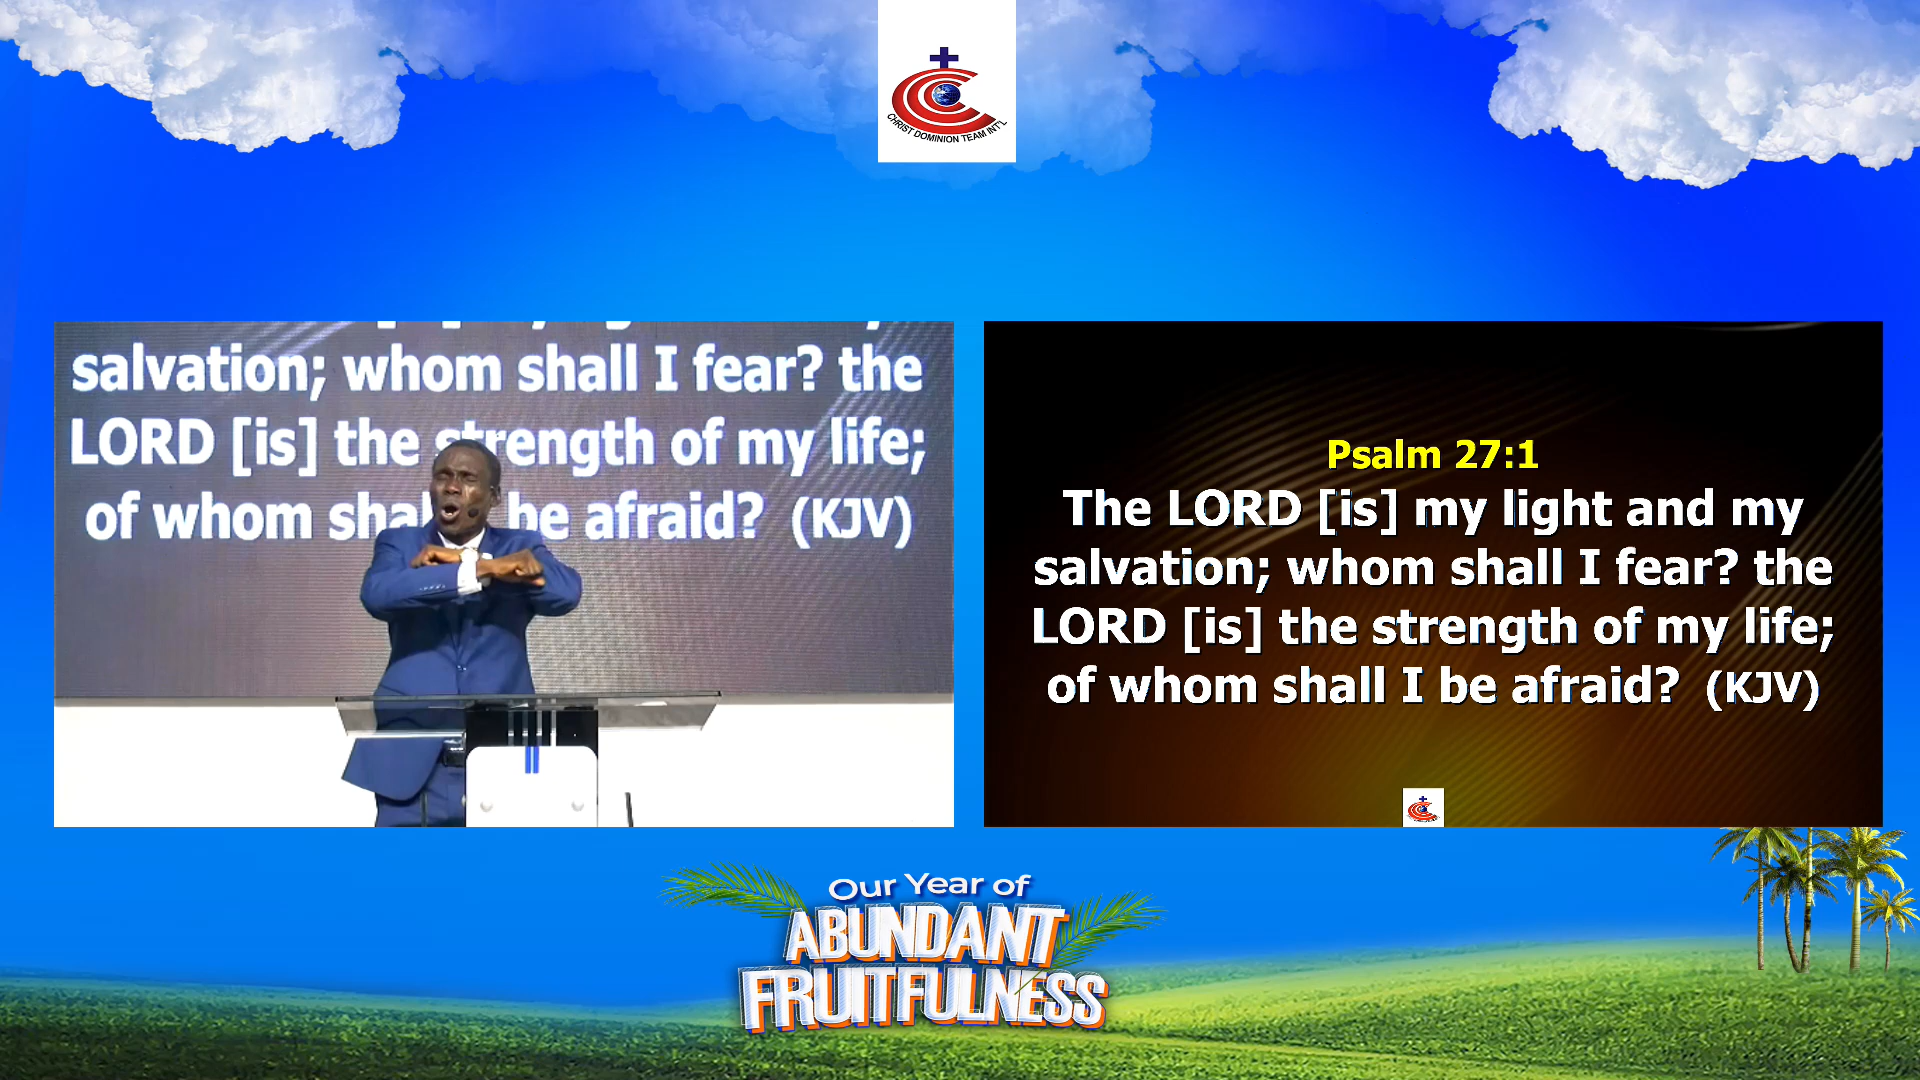 CHRIST DOMINION TEAM INT'L
salvation; whom shall I fear? the
LORD [is] the strength of my life;
of whom shall be afraid? (KJV)
Psalm 27:1
The LORD [is] my light and my
salvation; whom shall I fear? the
LORD [is] the strength of my life;
of whom shall I be afraid? (KJV)
Our Year of
ABUNDANT
FRUITFULNESS